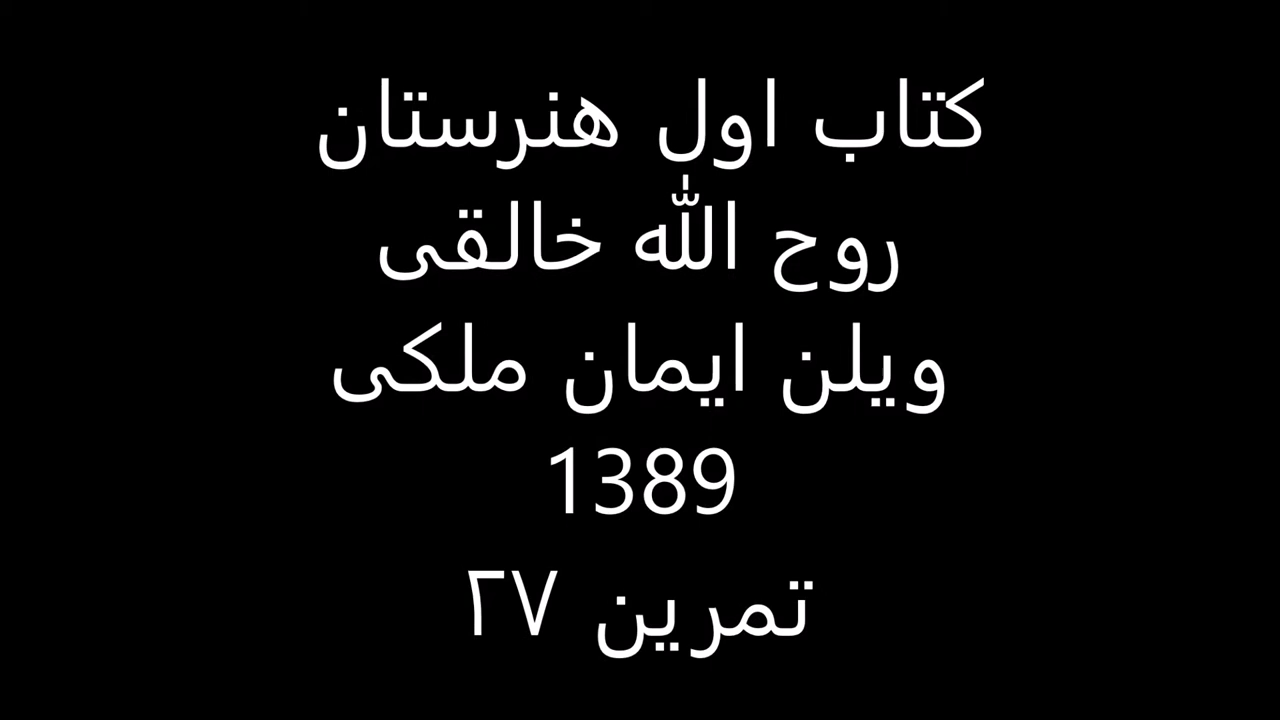 کتاب اول هنرستان
روح الله خالقی
ویلن ایمان ملکی
1389
تمرین ۲۷